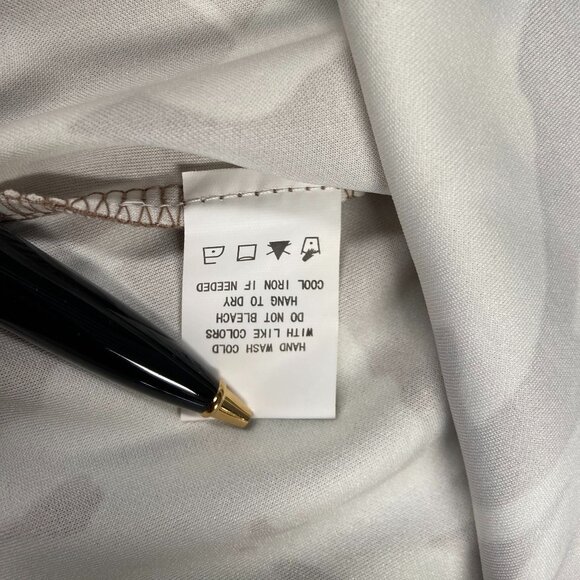 HAND WASH COLD
WITH LIKE COLORS
DO NOT BLEACH
HANG TO DRY
COOL IRON IF NEEDED